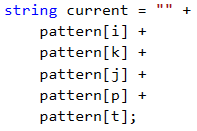 string current = "" +
pattern[i] +
pattern[k] +
pattern[j] +
pattern[p] +
pattern[t];